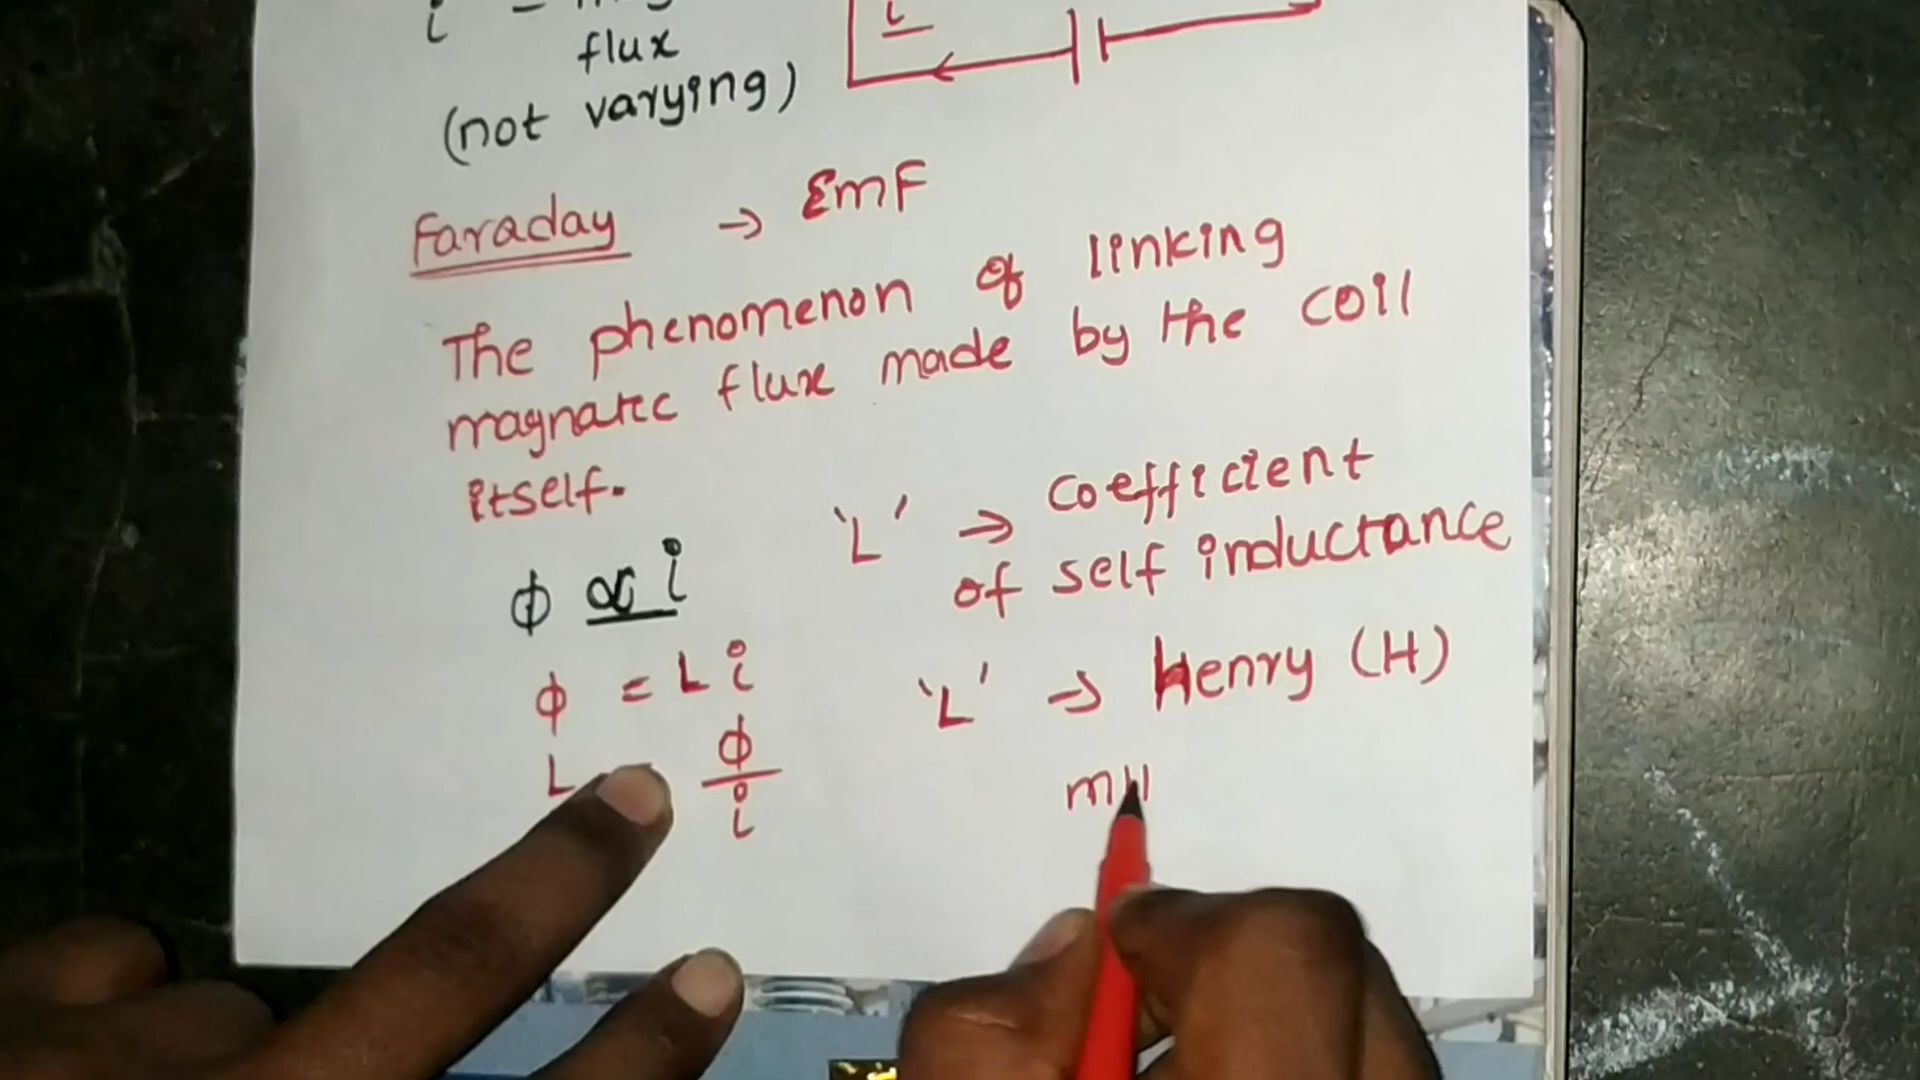 i -
flux
i
(not varying)
Faraday → EmF
The phenomenon of linking
magnatic flux made by the coil
itself.
'L' → coefficient
of self inductance
ϕ ∝ i
ϕ = L i
'L' → Henry (H)
L ϕ
i
mH